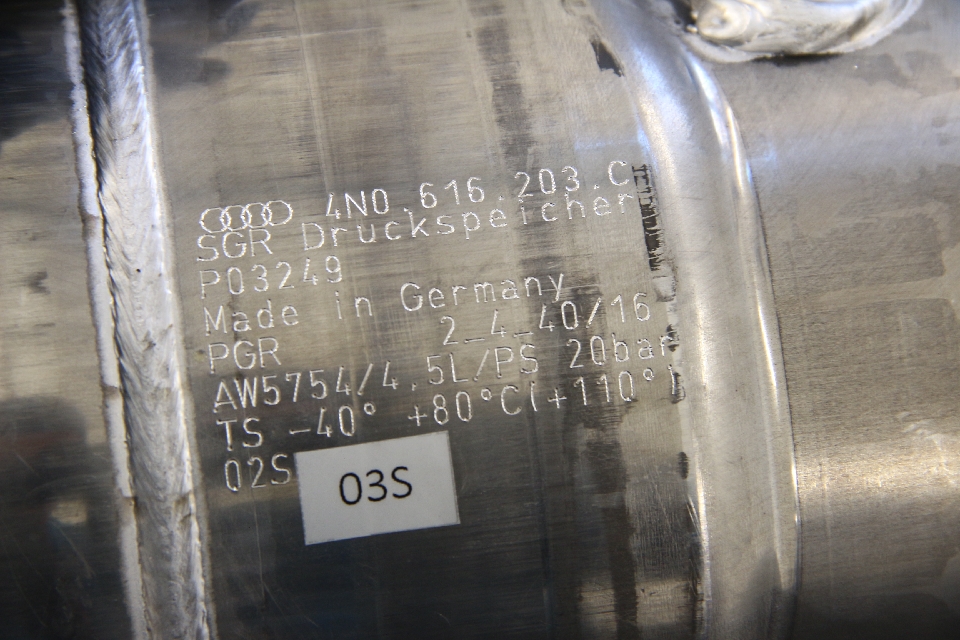 4N0.616.203.C
SGR Druckspeicher
P03249
Made in Germany
PGR 2_4_40/16
AW5754/4,5L/PS 20bar
TS -40° +80°C(+110°)
02S
03S